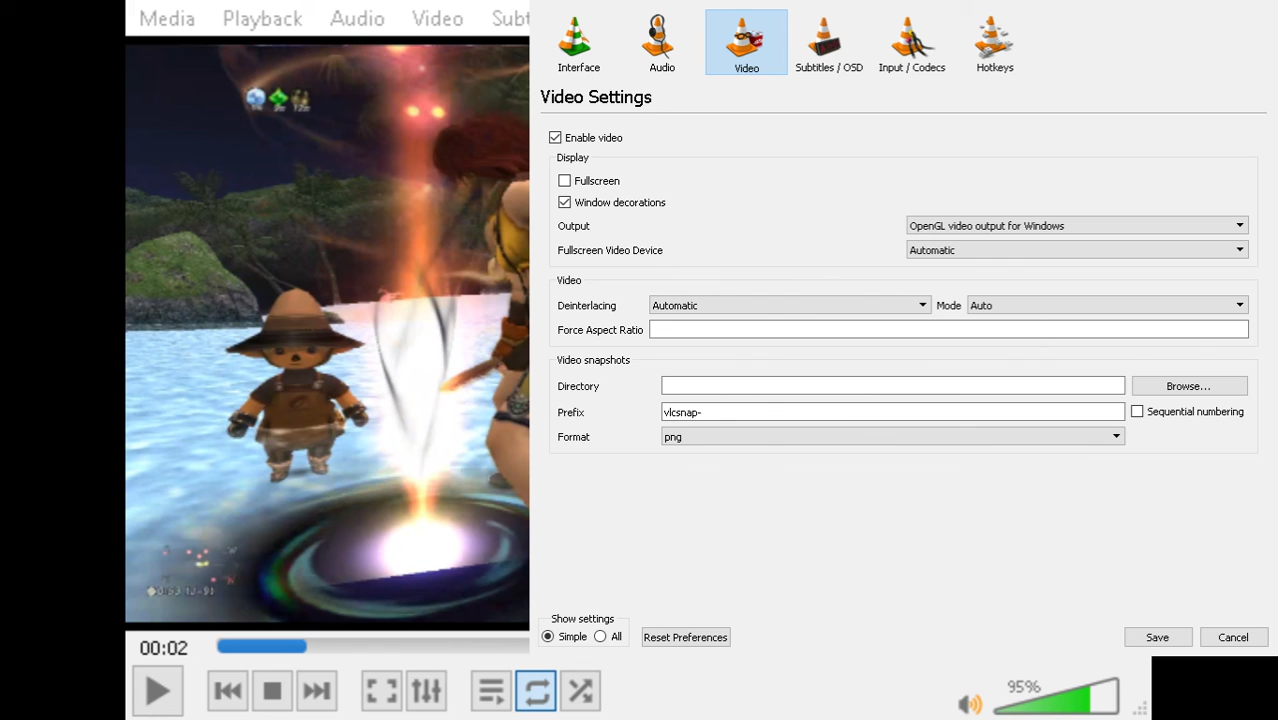 Media Playback Audio Video Subt
Interface
Audio
Video
Subtitles / OSD
Input / Codecs
Hotkeys
Video Settings
Enable video
Display
Fullscreen
Window decorations
Output
OpenGL video output for Windows
Fullscreen Video Device
Automatic
Video
Deinterlacing
Automatic
Mode
Auto
Force Aspect Ratio
Video snapshots
Directory
Browse...
Prefix
vlcsnap-
Sequential numbering
Format
png
Show settings
Simple
All
Reset Preferences
Save
Cancel
00:02
95%